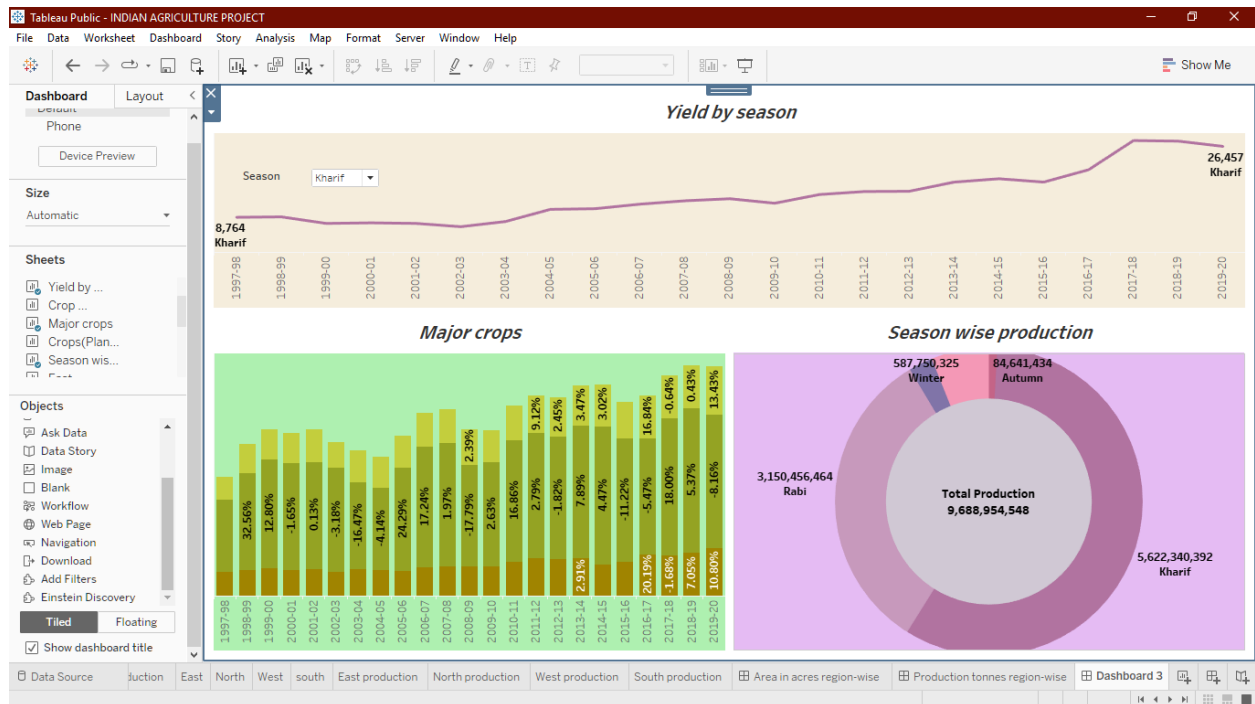 Tableau Public - INDIAN AGRICULTURE PROJECT
File Data Worksheet Dashboard Story Analysis Map Format Server Window Help
Show Me
Dashboard Layout
Default
Phone
Device Preview
Size
Automatic
Sheets
Yield by ...
Crop ...
Major crops
Crops(Plan...
Season wis...
East
Objects
Ask Data
Data Story
Image
Blank
Workflow
Web Page
Navigation
Download
Add Filters
Einstein Discovery
Tiled Floating
Show dashboard title
Yield by season
Season Kharif
8,764
Kharif
26,457
Kharif
1997-98 1998-99 1999-00 2000-01 2001-02 2002-03 2003-04 2004-05 2005-06 2006-07 2007-08 2008-09 2009-10 2010-11 2011-12 2012-13 2013-14 2014-15 2015-16 2016-17 2017-18 2018-19 2019-20
Major crops
9.12% 2.45% 3.47% 3.02% 16.84% -0.64% 0.43% 13.43%
2.39%
32.56% 12.80% -1.65% 0.13% -3.18% -16.47% -4.14% 24.29% 17.24% 1.97% -17.79% 2.63% 16.86% 2.79% -1.82% 7.89% 4.47% -11.22% -5.47% 18.00% 5.37% -8.16%
2.91% 20.19% -1.68% 7.05% 10.80%
1997-98 1998-99 1999-00 2000-01 2001-02 2002-03 2003-04 2004-05 2005-06 2006-07 2007-08 2008-09 2009-10 2010-11 2011-12 2012-13 2013-14 2014-15 2015-16 2016-17 2017-18 2018-19 2019-20
Season wise production
587,750,325
Winter
84,641,434
Autumn
3,150,456,464
Rabi
Total Production
9,688,954,548
5,622,340,392
Kharif
Data Source duction East North West south East production North production West production South production Area in acres region-wise Production tonnes region-wise Dashboard 3